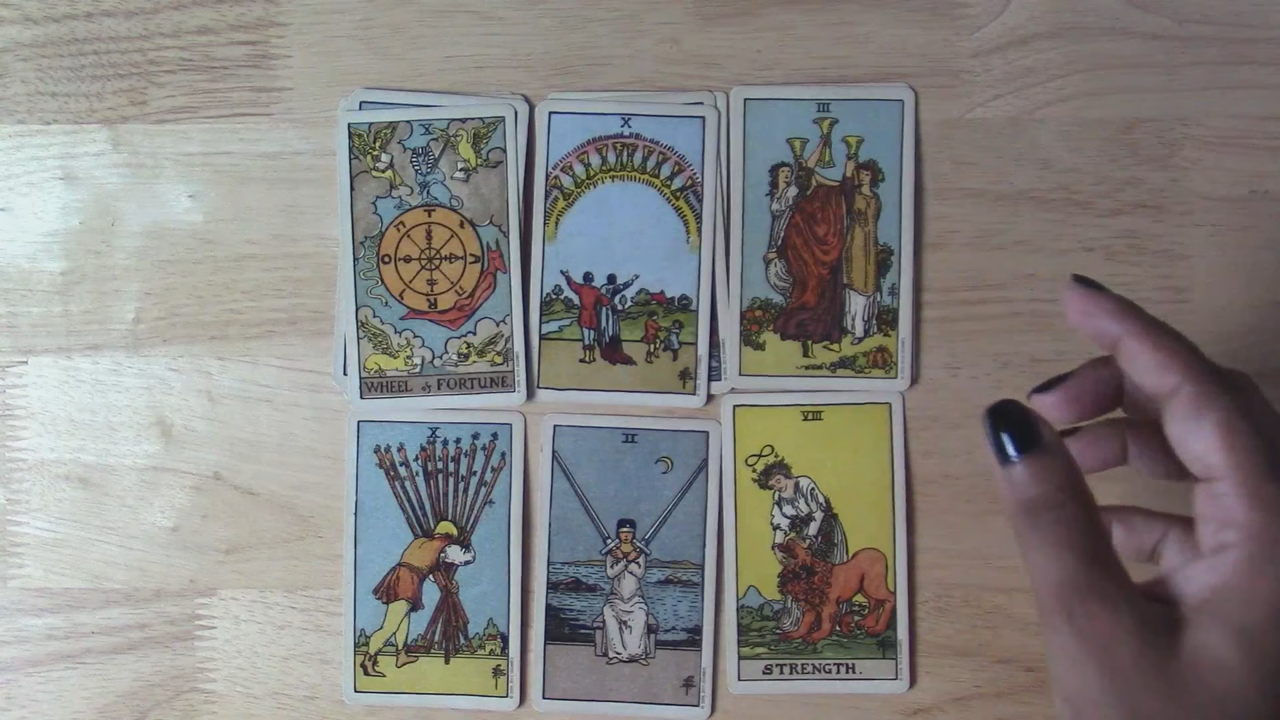 X
X
III
WHEEL of FORTUNE.
X
II
VIII
STRENGTH.